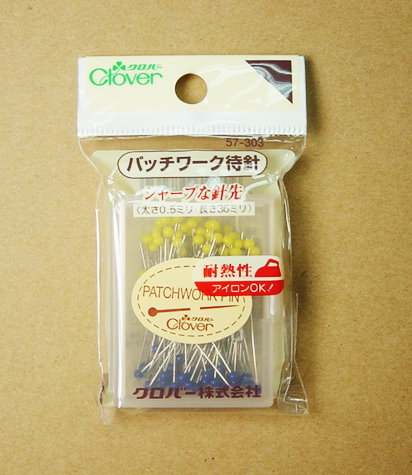 クロバー
Clover
57-303
パッチワーク待針
シャープな針先
〈太さ0.5ミリ・長さ36ミリ〉
耐熱性
アイロンOK!
PATCHWORK PIN
クロバー
Clover
クロバー株式会社